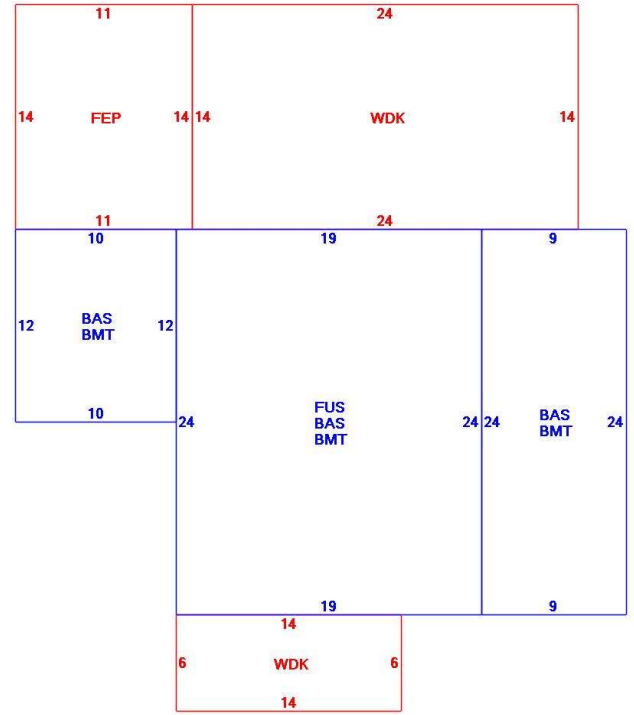 11 24
14 FEP 14 14 WDK 14
11 24
10 19 9
12 BAS 12
BMT
10
FUS
BAS
BMT
24 24 24 BAS 24
BMT
19 9
14
6 WDK 6
14